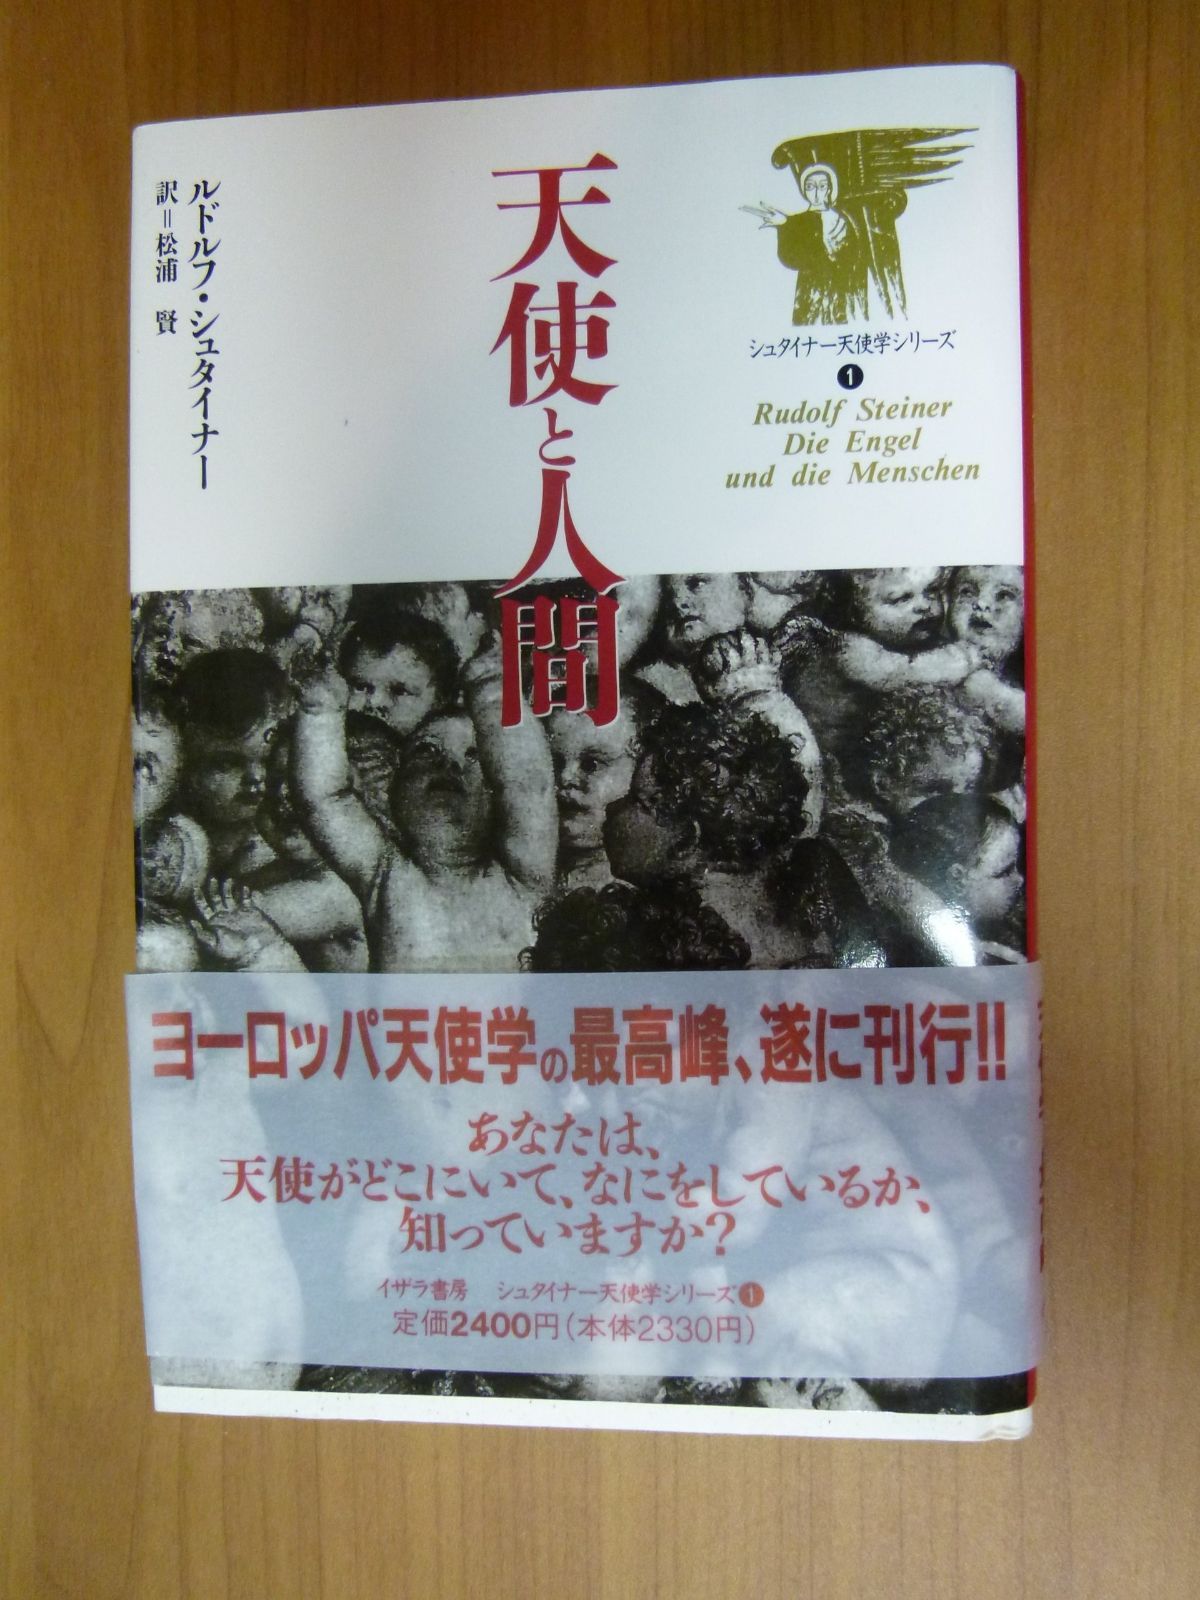 シュタイナー天使学シリーズ
1
Rudolf Steiner
Die Engel
und die Menschen
天使と人間
ルドルフ・シュタイナー
訳=松浦 賢
ヨーロッパ天使学の最高峰、遂に刊行!!
あなたは、
天使がどこにいて、なにをしているか、
知っていますか?
イザラ書房 シュタイナー天使学シリーズ1
定価2400円(本体2330円)